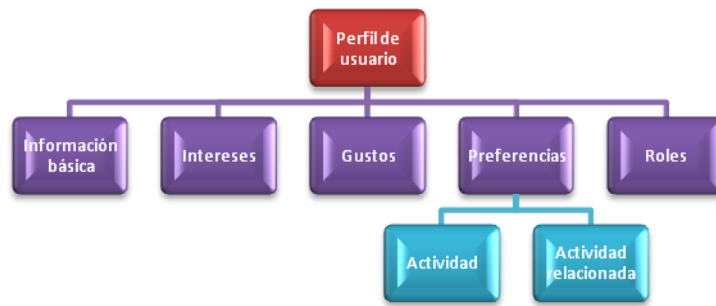 Perfil de
usuario
Información
básica
Intereses
Gustos
Preferencias
Roles
Actividad
Actividad
relacionada